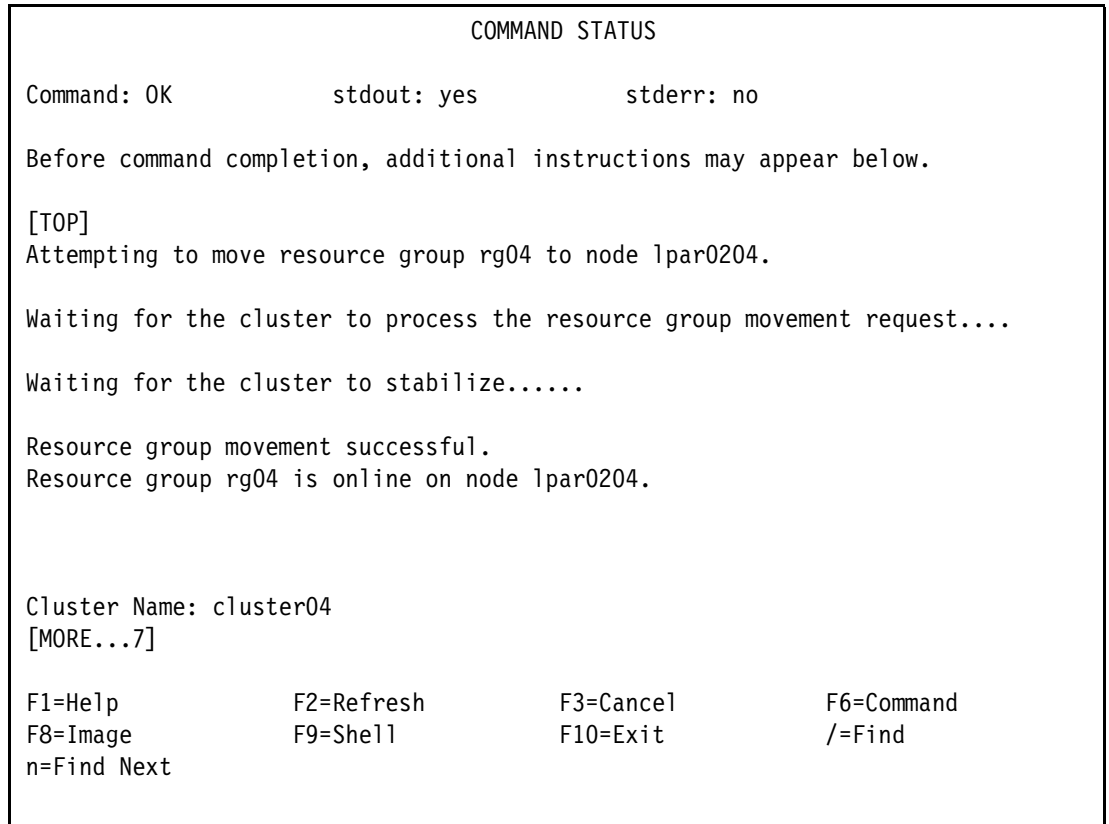 COMMAND STATUS
Command: OK stdout: yes stderr: no
Before command completion, additional instructions may appear below.
[TOP]
Attempting to move resource group rg04 to node lpar0204.
Waiting for the cluster to process the resource group movement request....
Waiting for the cluster to stabilize......
Resource group movement successful.
Resource group rg04 is online on node lpar0204.
Cluster Name: cluster04
[MORE...7]
F1=Help F2=Refresh F3=Cancel F6=Command
F8=Image F9=Shell F10=Exit /=Find
n=Find Next